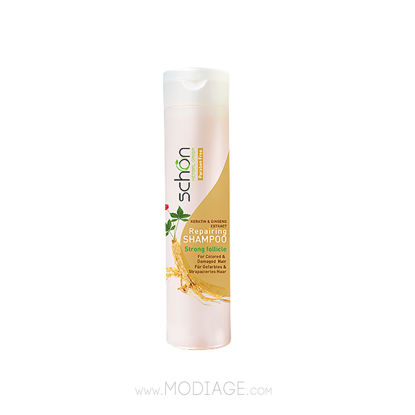 schön
Paraben Free
KERATIN & GINSENG
EXTRACT
Repairing
SHAMPOO
Strong follicle
For Colored &
Damaged Hair
Für Gefärbtes &
Strapaziertes Haar
www.MODIAGE.com